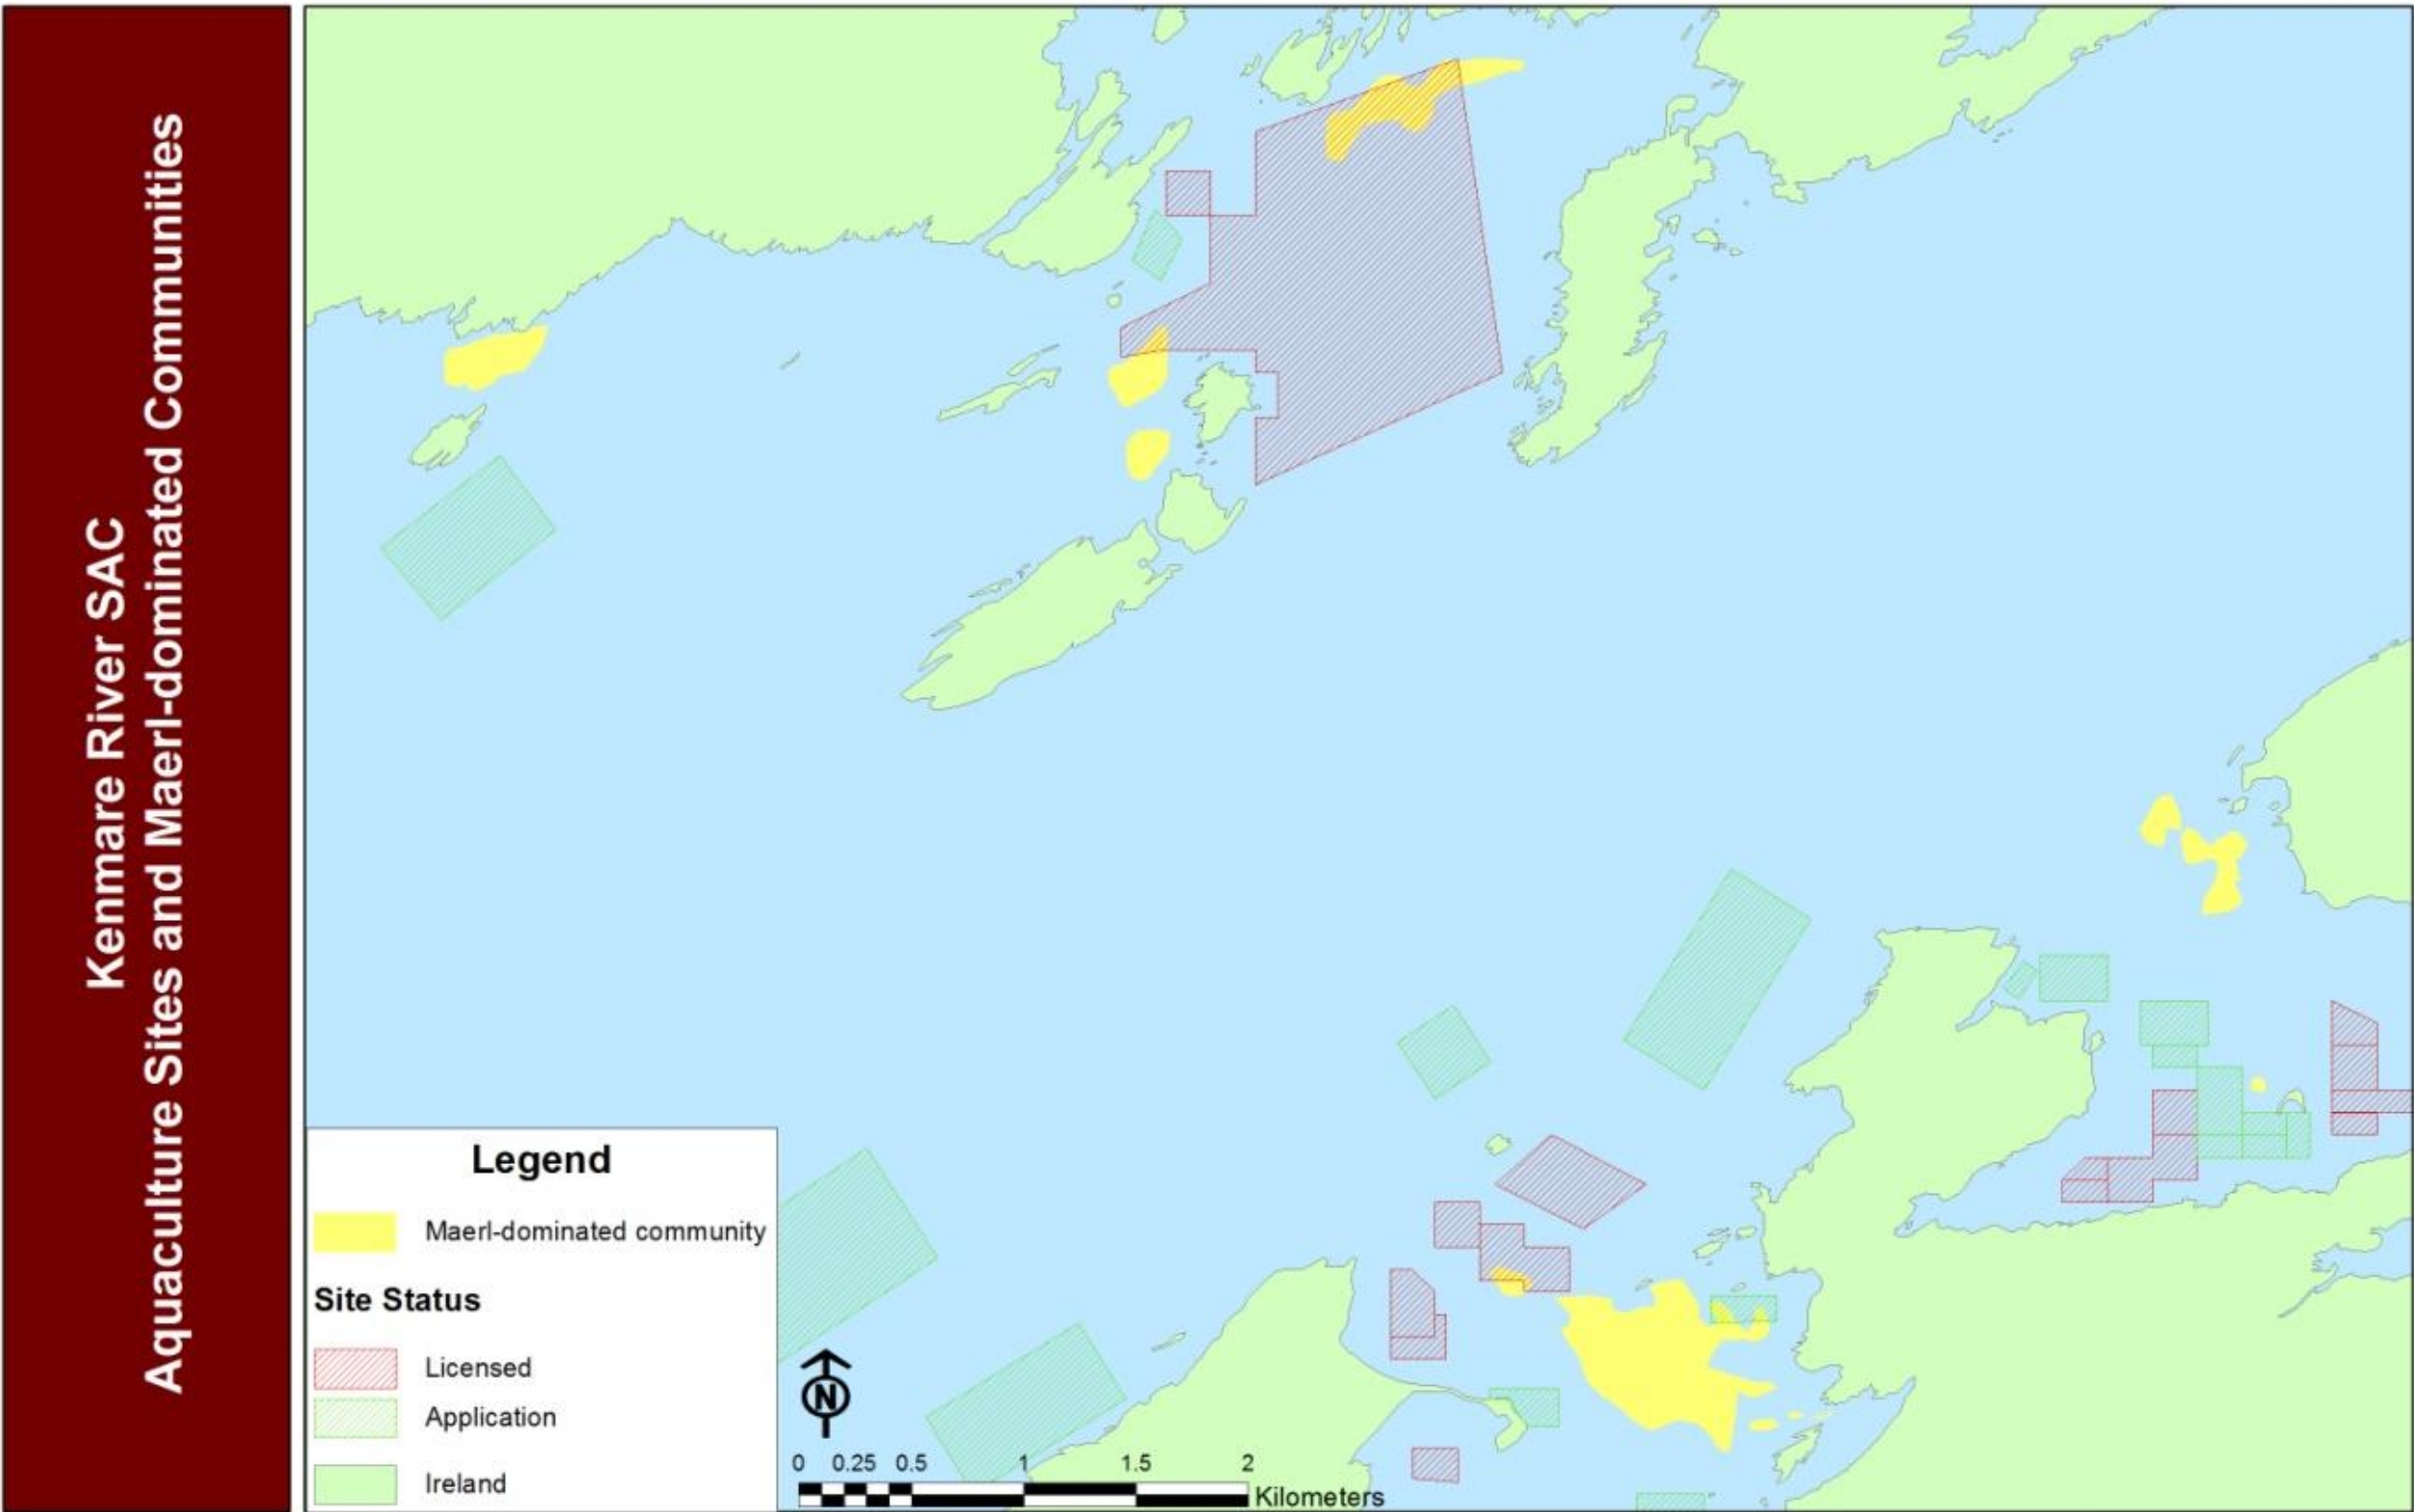 Kenmare River SAC
Aquaculture Sites and Maerl-dominated Communities
Legend
Maerl-dominated community
Site Status
Licensed
Application
Ireland
N
0 0.25 0.5 1 1.5 2
Kilometers